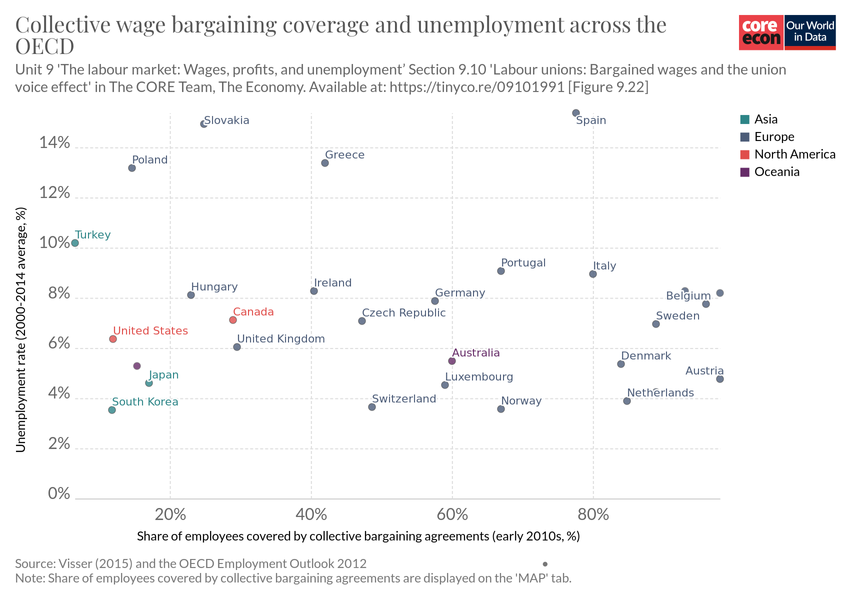 Collective wage bargaining coverage and unemployment across the
OECD
core
econ
Our World
in Data
Unit 9 'The labour market: Wages, profits, and unemployment’ Section 9.10 'Labour unions: Bargained wages and the union
voice effect' in The CORE Team, The Economy. Available at: https://tinyco.re/09101991 [Figure 9.22]
Asia
Europe
North America
Oceania
Unemployment rate (2000-2014 average, %)
14%
12%
10%
8%
6%
4%
2%
0%
Slovakia
Spain
Poland
Greece
Turkey
Portugal
Italy
Hungary
Ireland
Germany
Belgium
Canada
Czech Republic
Sweden
United States
United Kingdom
Australia
Denmark
Japan
Luxembourg
Austria
South Korea
Switzerland
Norway
Netherlands
20%
40%
60%
80%
Share of employees covered by collective bargaining agreements (early 2010s, %)
Source: Visser (2015) and the OECD Employment Outlook 2012
Note: Share of employees covered by collective bargaining agreements are displayed on the 'MAP' tab.